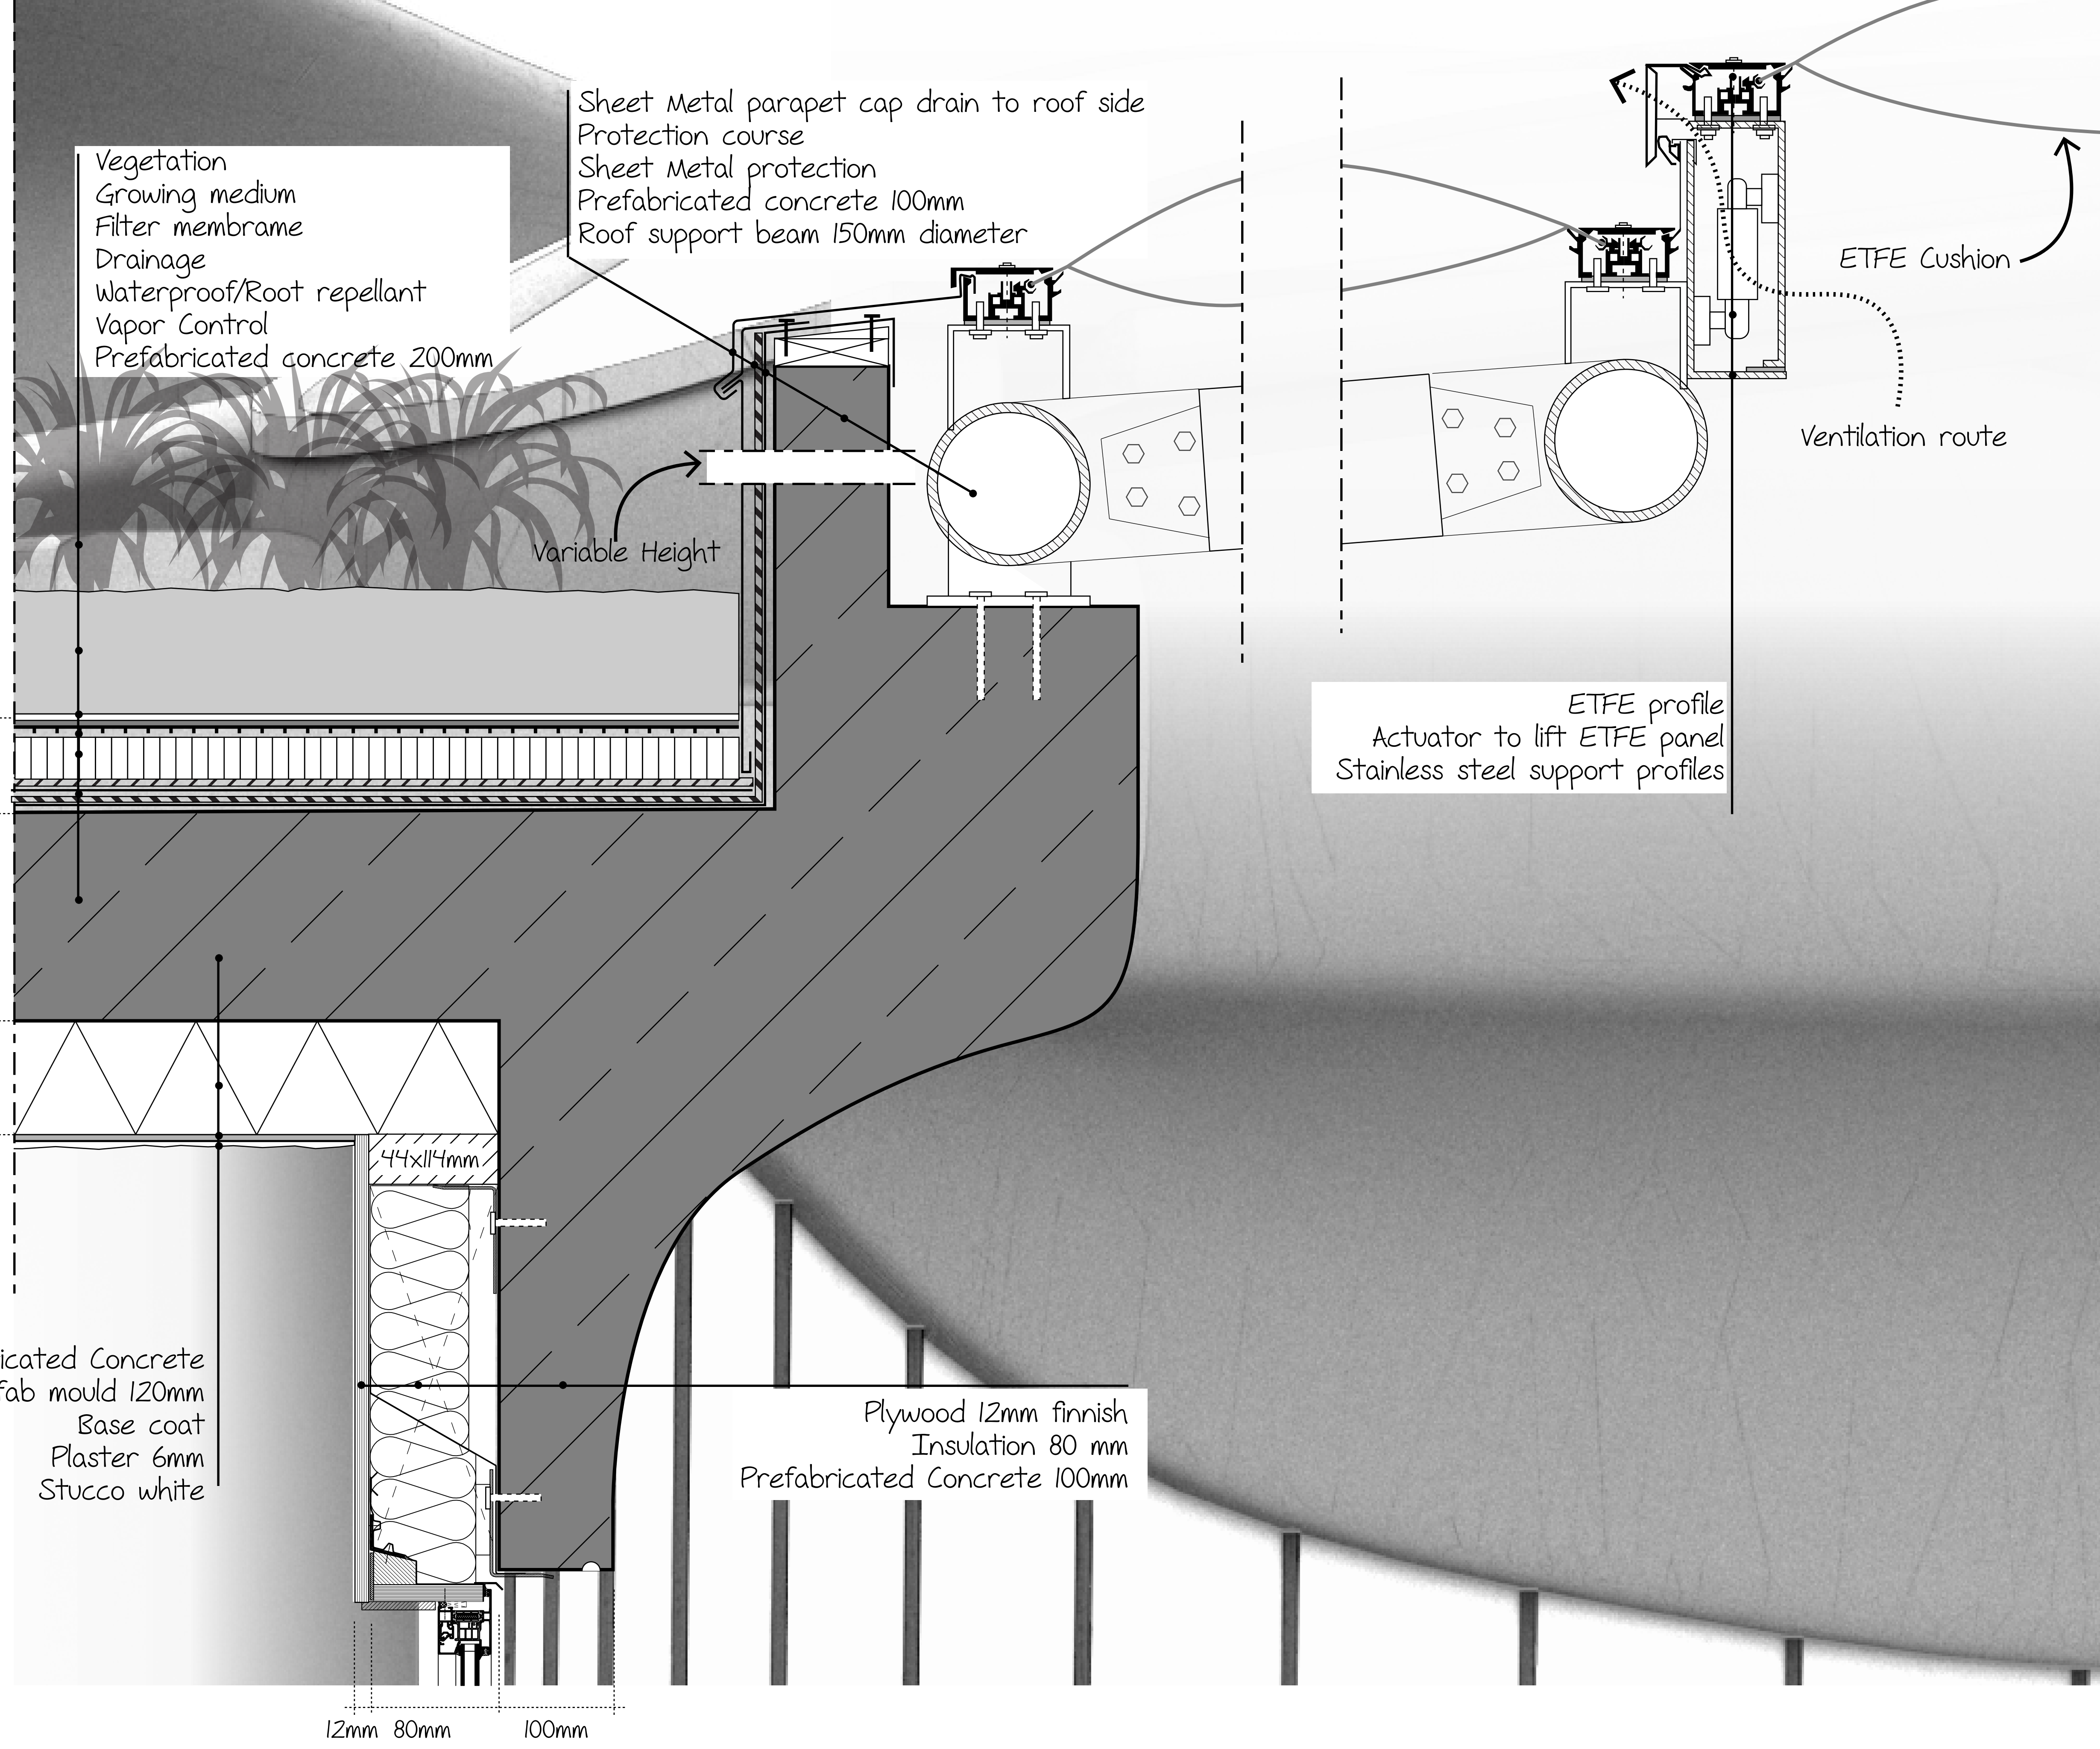 Sheet Metal parapet cap drain to roof side
Protection course
Sheet Metal protection
Prefabricated concrete 100mm
Roof support beam 150mm diameter
Vegetation
Growing medium
Filter membrame
Drainage
Waterproof/Root repellant
Vapor Control
Prefabricated concrete 200mm
ETFE Cushion
Ventilation route
Variable Height
ETFE profile
Actuator to lift ETFE panel
Stainless steel support profiles
44x114mm
icated Concrete
fab mould 120mm
Base coat
Plaster 6mm
Stucco white
Plywood 12mm finnish
Insulation 80 mm
Prefabricated Concrete 100mm
12mm 80mm 100mm